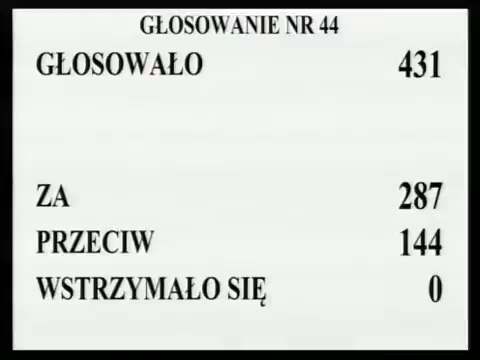 GŁOSOWANIE NR 44
GŁOSOWAŁO 431
ZA 287
PRZECIW 144
WSTRZYMAŁO SIĘ 0